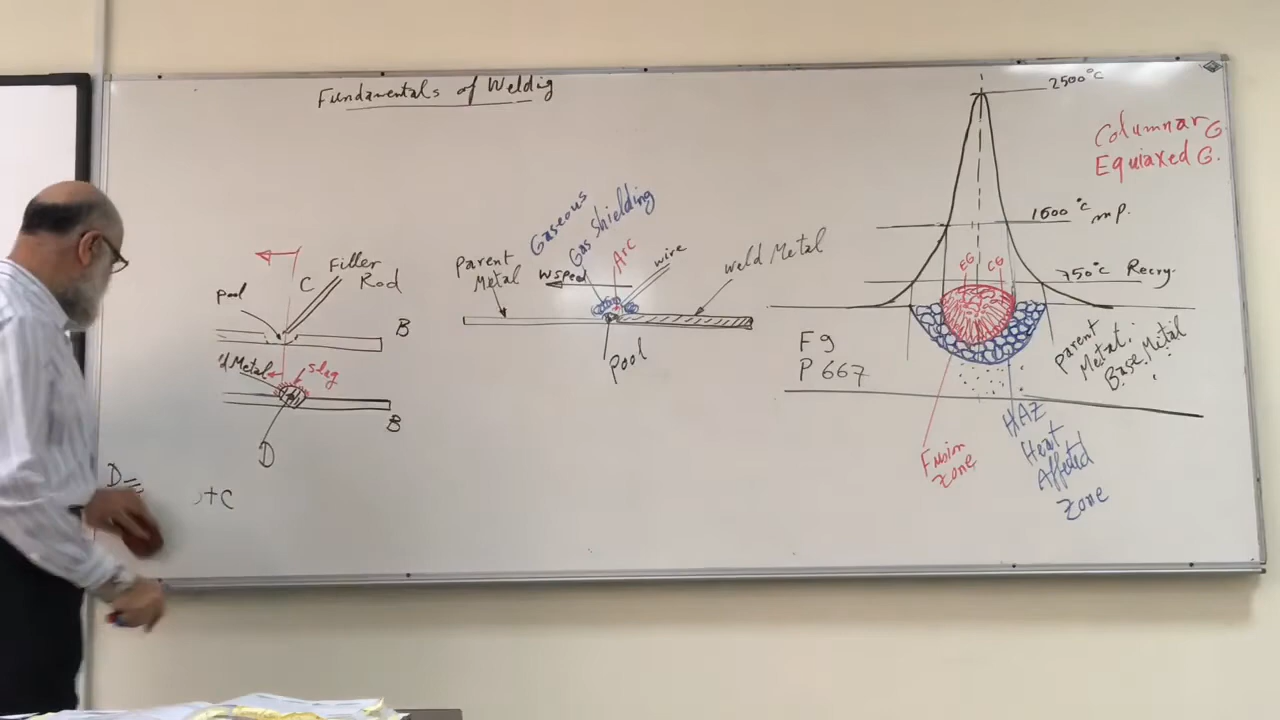 Fundamentals of Weldig
pool
C
Filler
Rod
B
'd Metal
slag
B
D
D=
+C
Parent
Metal
Gaseous
Gas shielding
W speed
Arc
wire
weld Metal
pool
2500°C
Columnar G.
Equiaxed G.
1600°C m.p.
750°C Recry.
EG
CG
F9
P 667
parent
Metal.
Base Metal
Fusion
zone
HAZ
Heat
Affected
Zone